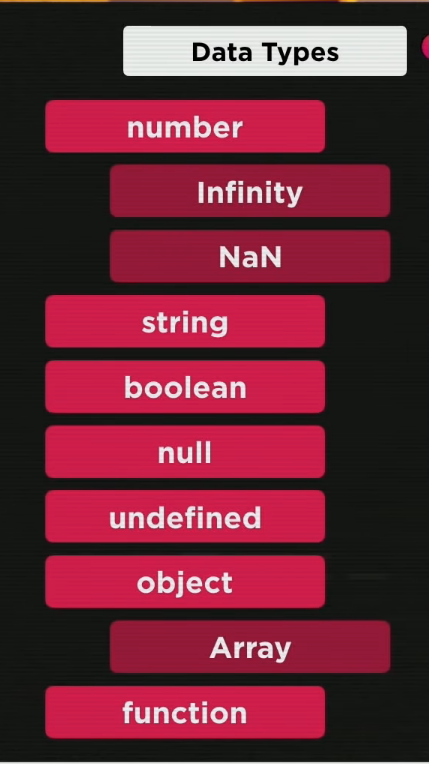 Data Types
number
Infinity
NaN
string
boolean
null
undefined
object
Array
function